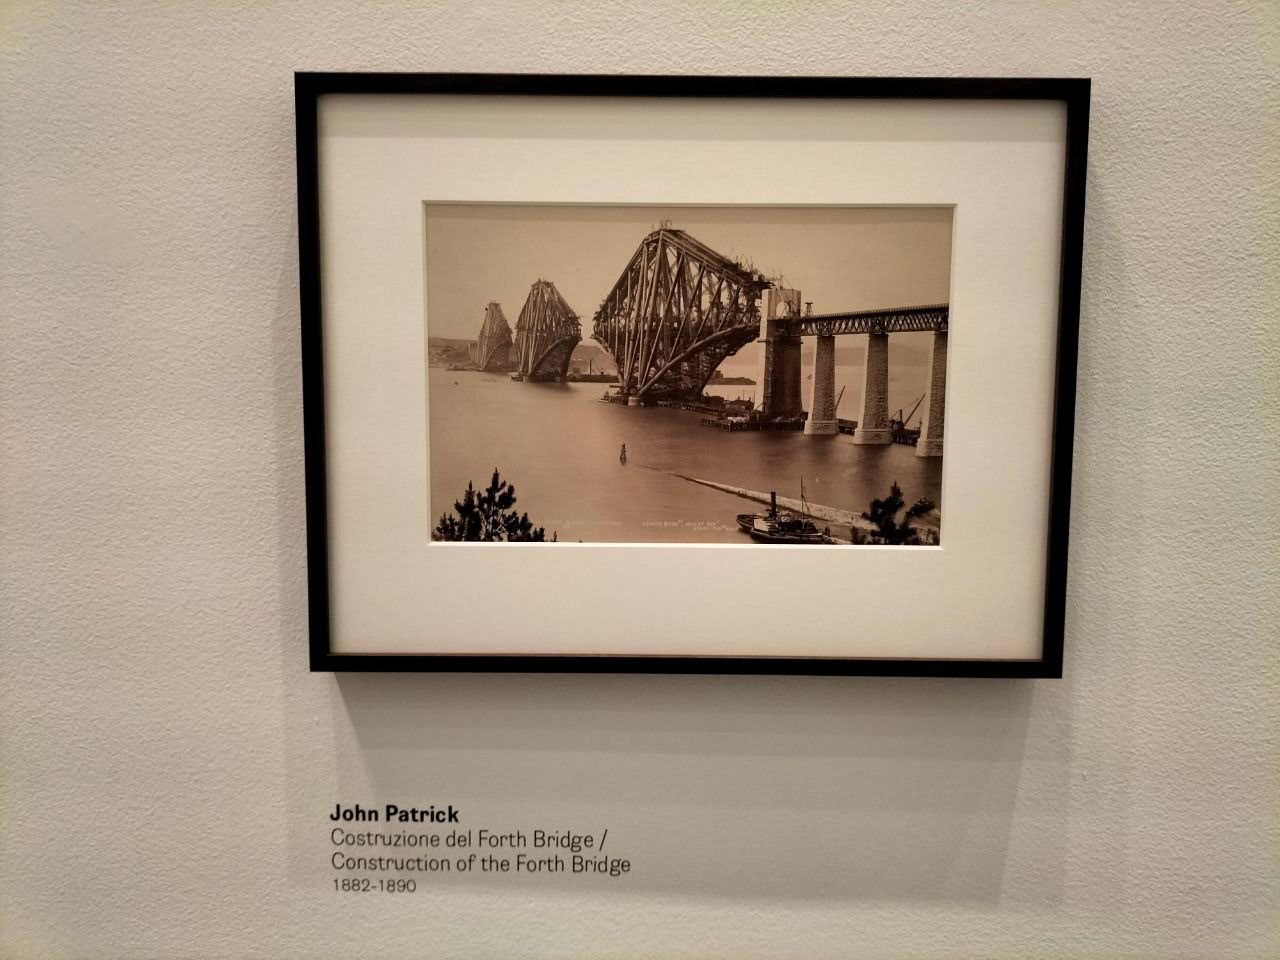 John Patrick
Costruzione del Forth Bridge /
Construction of the Forth Bridge
1882-1890